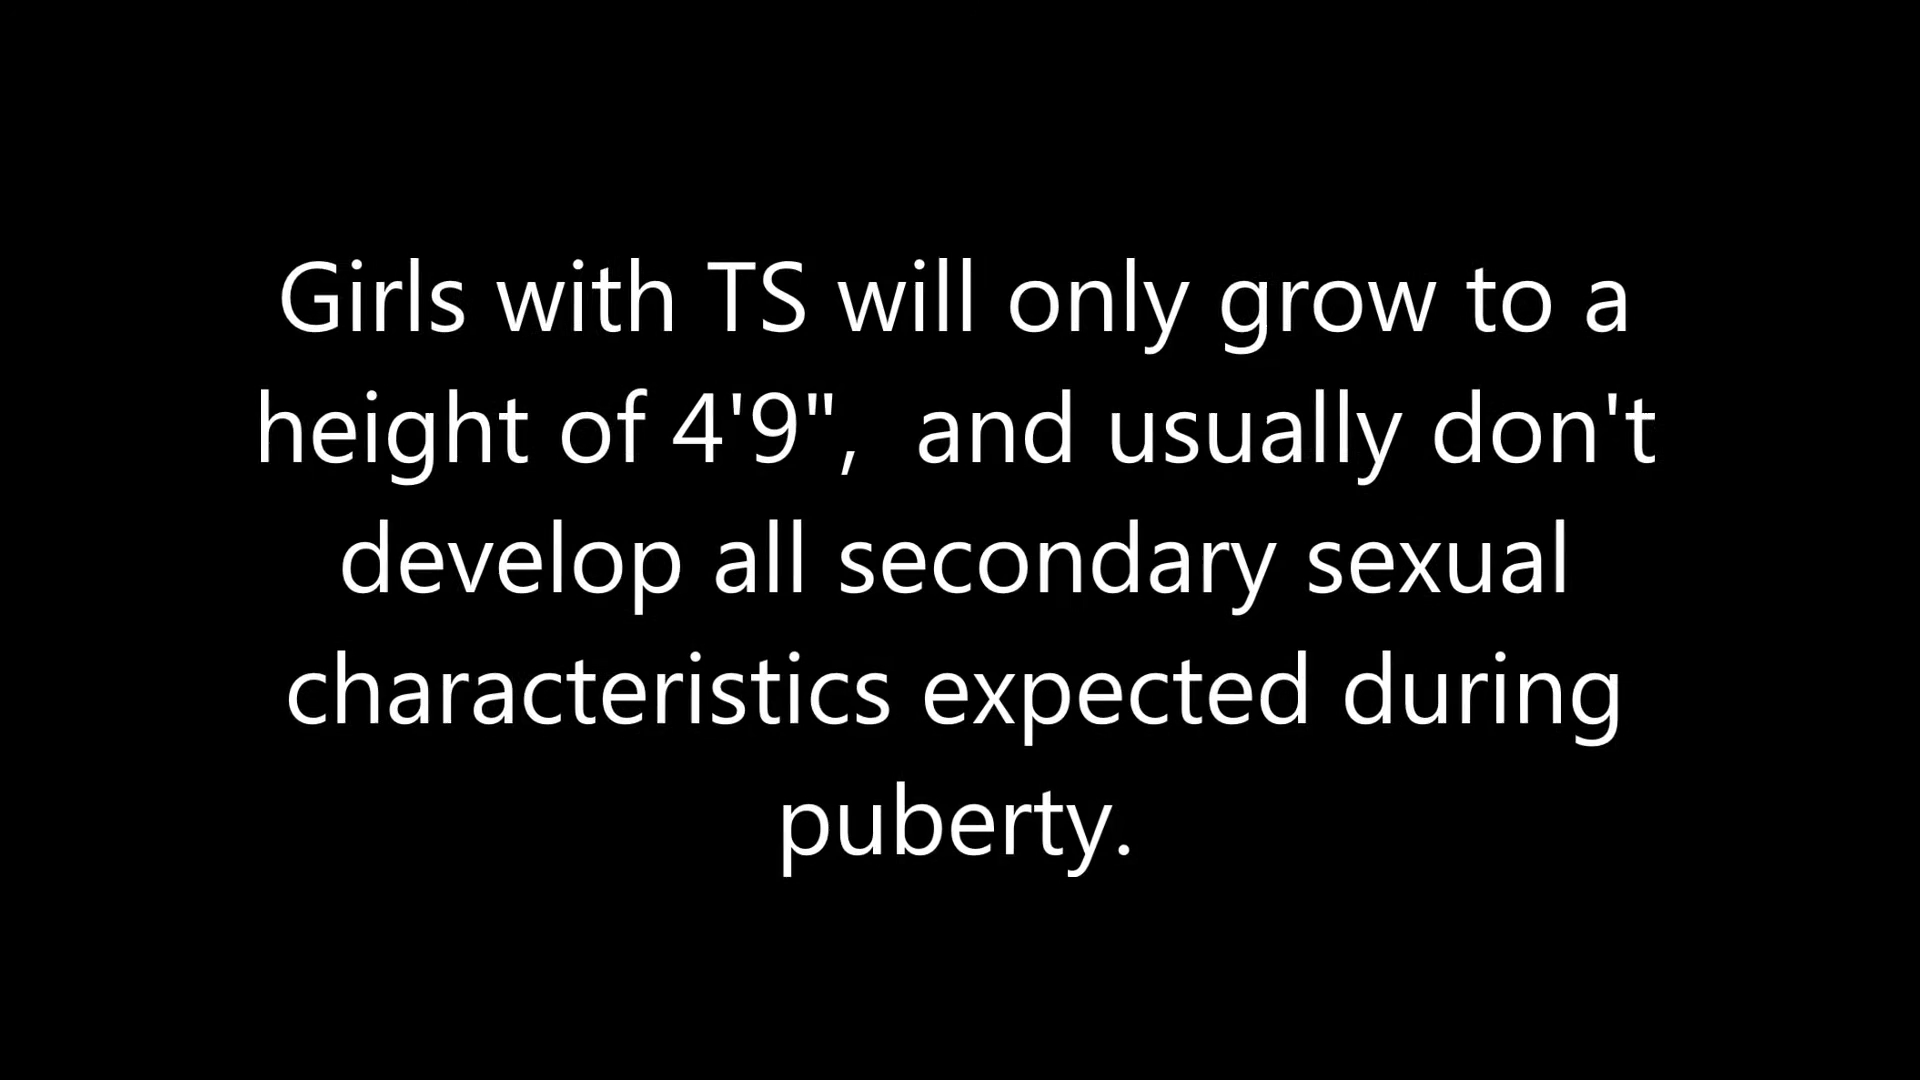 Girls with TS will only grow to a
height of 4'9",  and usually don't
develop all secondary sexual
characteristics expected during
puberty.